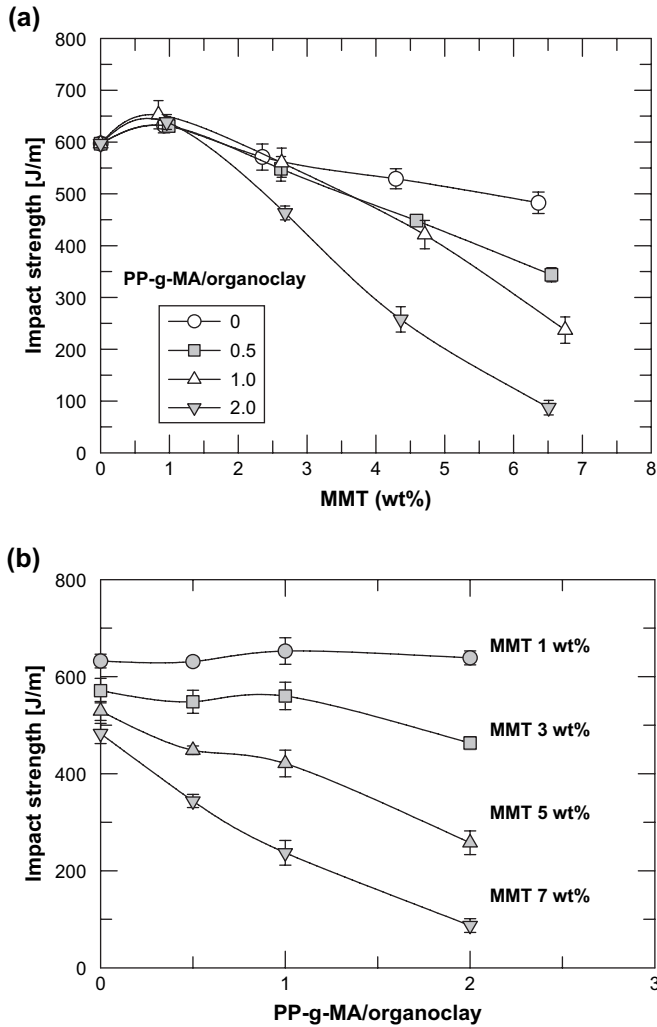 (a)
800
700
600
500
400
300
200
100
0
Impact strength [J/m]
PP-g-MA/organoclay
0
0.5
1.0
2.0
0 1 2 3 4 5 6 7 8
MMT (wt%)
(b)
800
600
400
200
0
Impact strength [J/m]
MMT 1 wt%
MMT 3 wt%
MMT 5 wt%
MMT 7 wt%
0 1 2 3
PP-g-MA/organoclay